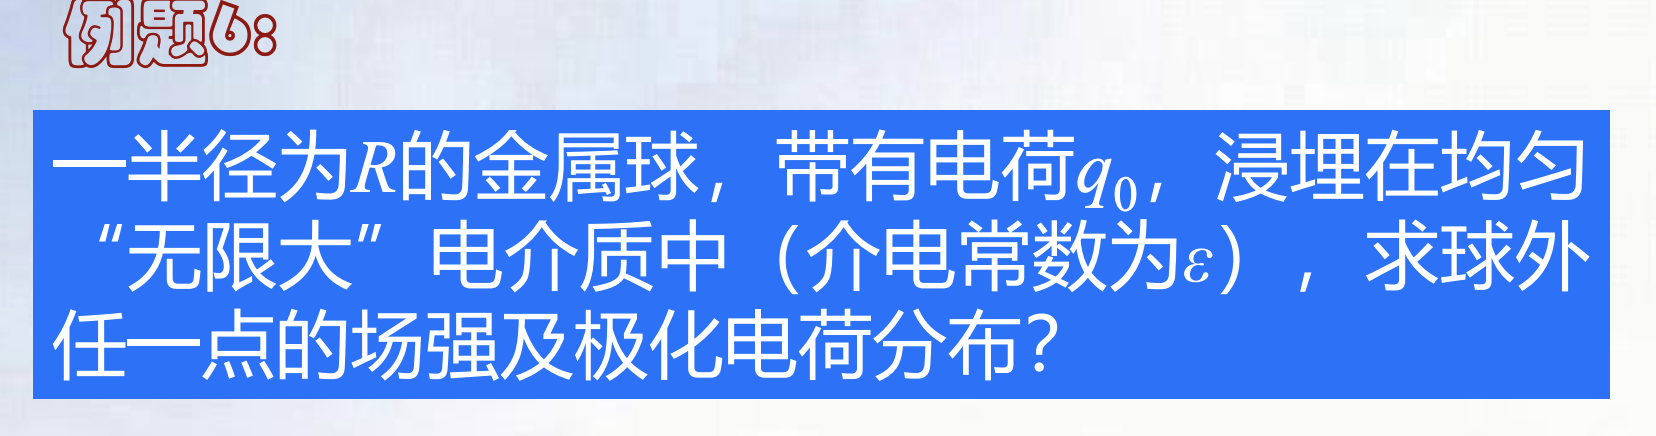 例题6:
一半径为R的金属球，带有电荷q₀，浸埋在均匀
“无限大”电介质中（介电常数为ε），求球外
任一点的场强及极化电荷分布？